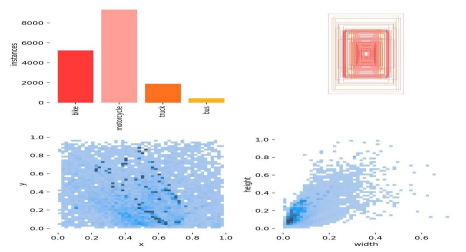 instances
8000
6000
4000
2000
0
bike
motorcycle
truck
bus
y
1.0
0.8
0.6
0.4
0.2
0.0
0.0 0.2 0.4 0.6 0.8 1.0
x
height
1.0
0.8
0.6
0.4
0.2
0.0
0.0 0.2 0.4 0.6
width